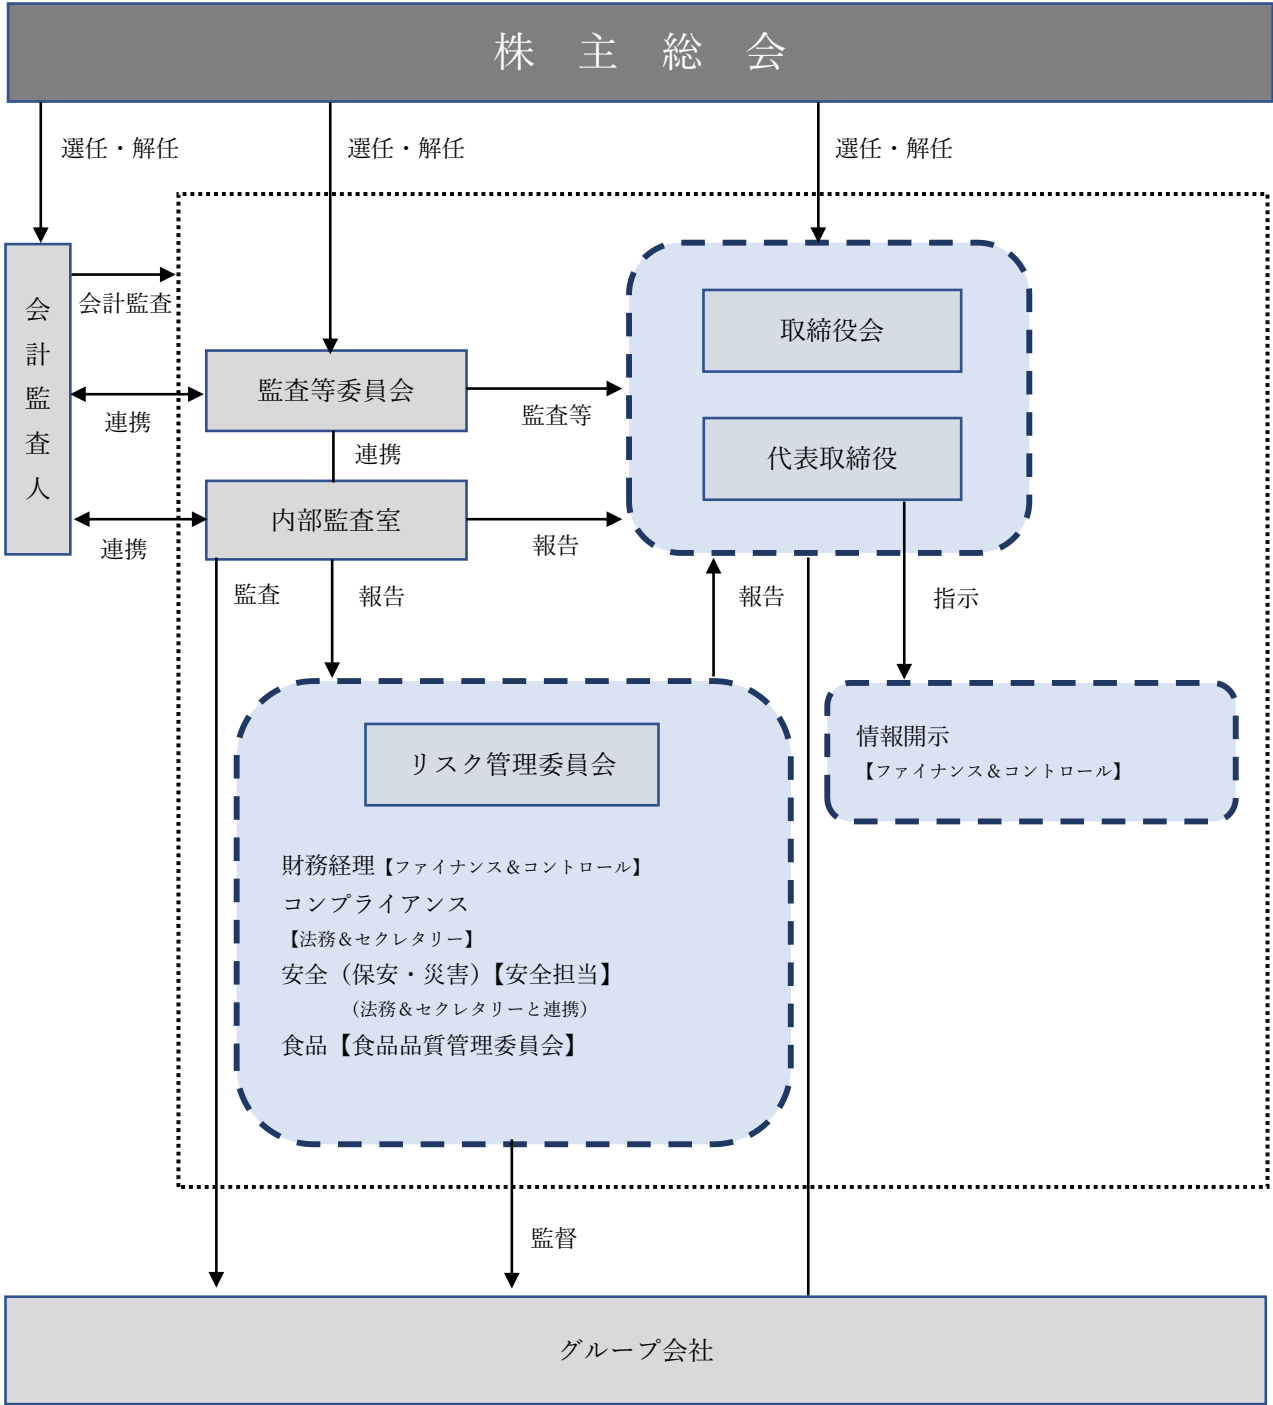 株　主　総　会
選任・解任
選任・解任
選任・解任
会計監査人
会計監査
連携
連携
監査等委員会
連携
内部監査室
監査等
報告
取締役会
代表取締役
監査
報告
報告
指示
リスク管理委員会
財務経理【ファイナンス＆コントロール】
コンプライアンス
【法務＆セクレタリー】
安全（保安・災害）【安全担当】
（法務＆セクレタリーと連携）
食品【食品品質管理委員会】
情報開示
【ファイナンス＆コントロール】
監督
グループ会社